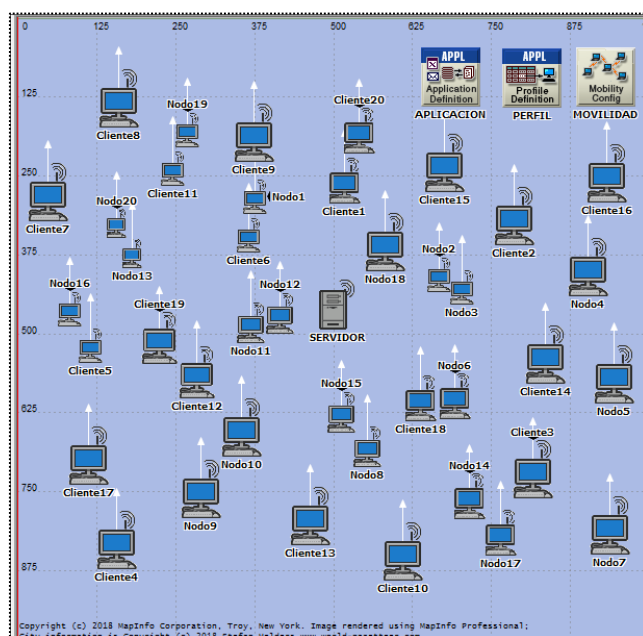 0 125 250 375 500 625 750 875
APPL
Application
Definition
APLICACION
APPL
Profile
Definition
PERFIL
Mobility
Config
MOVILIDAD
125
Cliente8
Nodo19
Cliente9
Cliente20
250
Cliente7
Cliente11
Nodo20
Nodo1
Cliente1
Cliente15
Cliente2
Cliente16
375
Nodo13
Cliente6
Nodo18
Nodo2
Nodo3
Nodo4
Nodo16
Cliente19
Nodo12
500
Cliente5
Nodo11
SERVIDOR
Cliente12
Nodo15
Nodo6
Cliente14
Nodo5
625
Nodo10
Cliente18
Cliente3
Nodo8
Cliente17
Nodo14
750
Nodo9
Cliente13
Nodo17
Nodo7
Cliente4
Cliente10
875
Copyright (c) 2018 MapInfo Corporation, Troy, New York. Image rendered using MapInfo Professional;